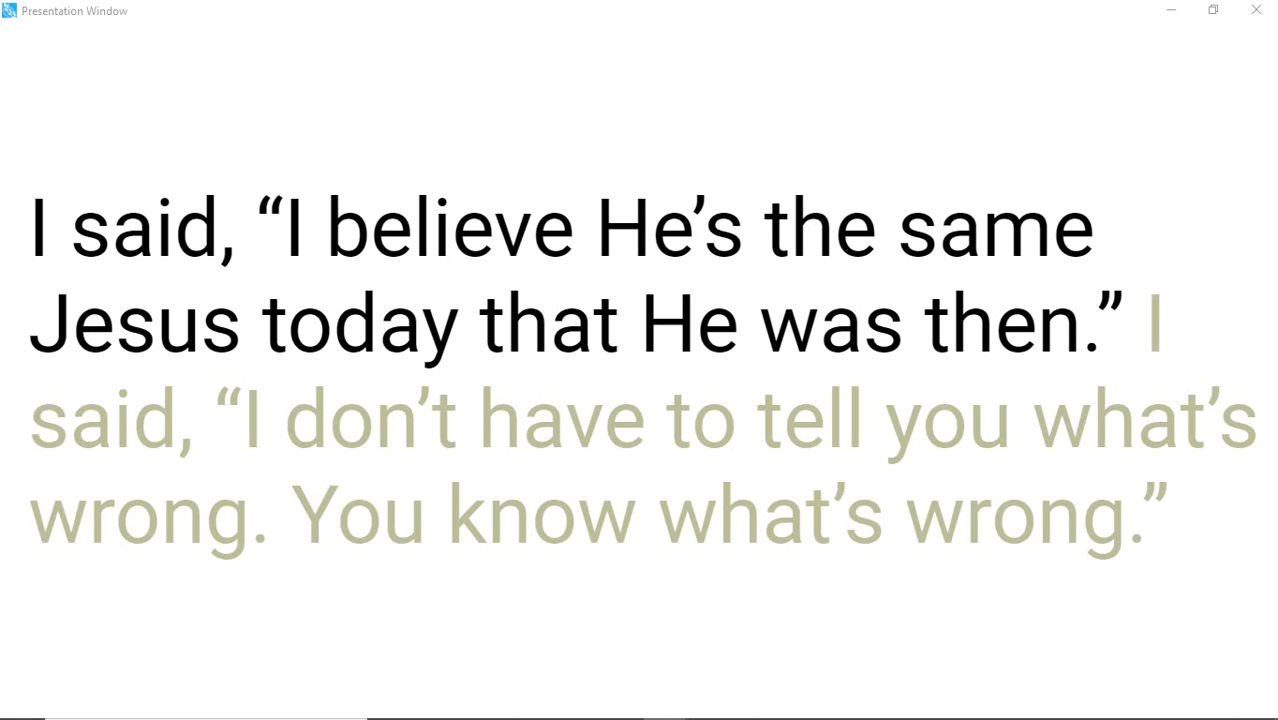 Presentation Window
I said, “I believe He’s the same
Jesus today that He was then.” I
said, “I don’t have to tell you what’s
wrong. You know what’s wrong.”